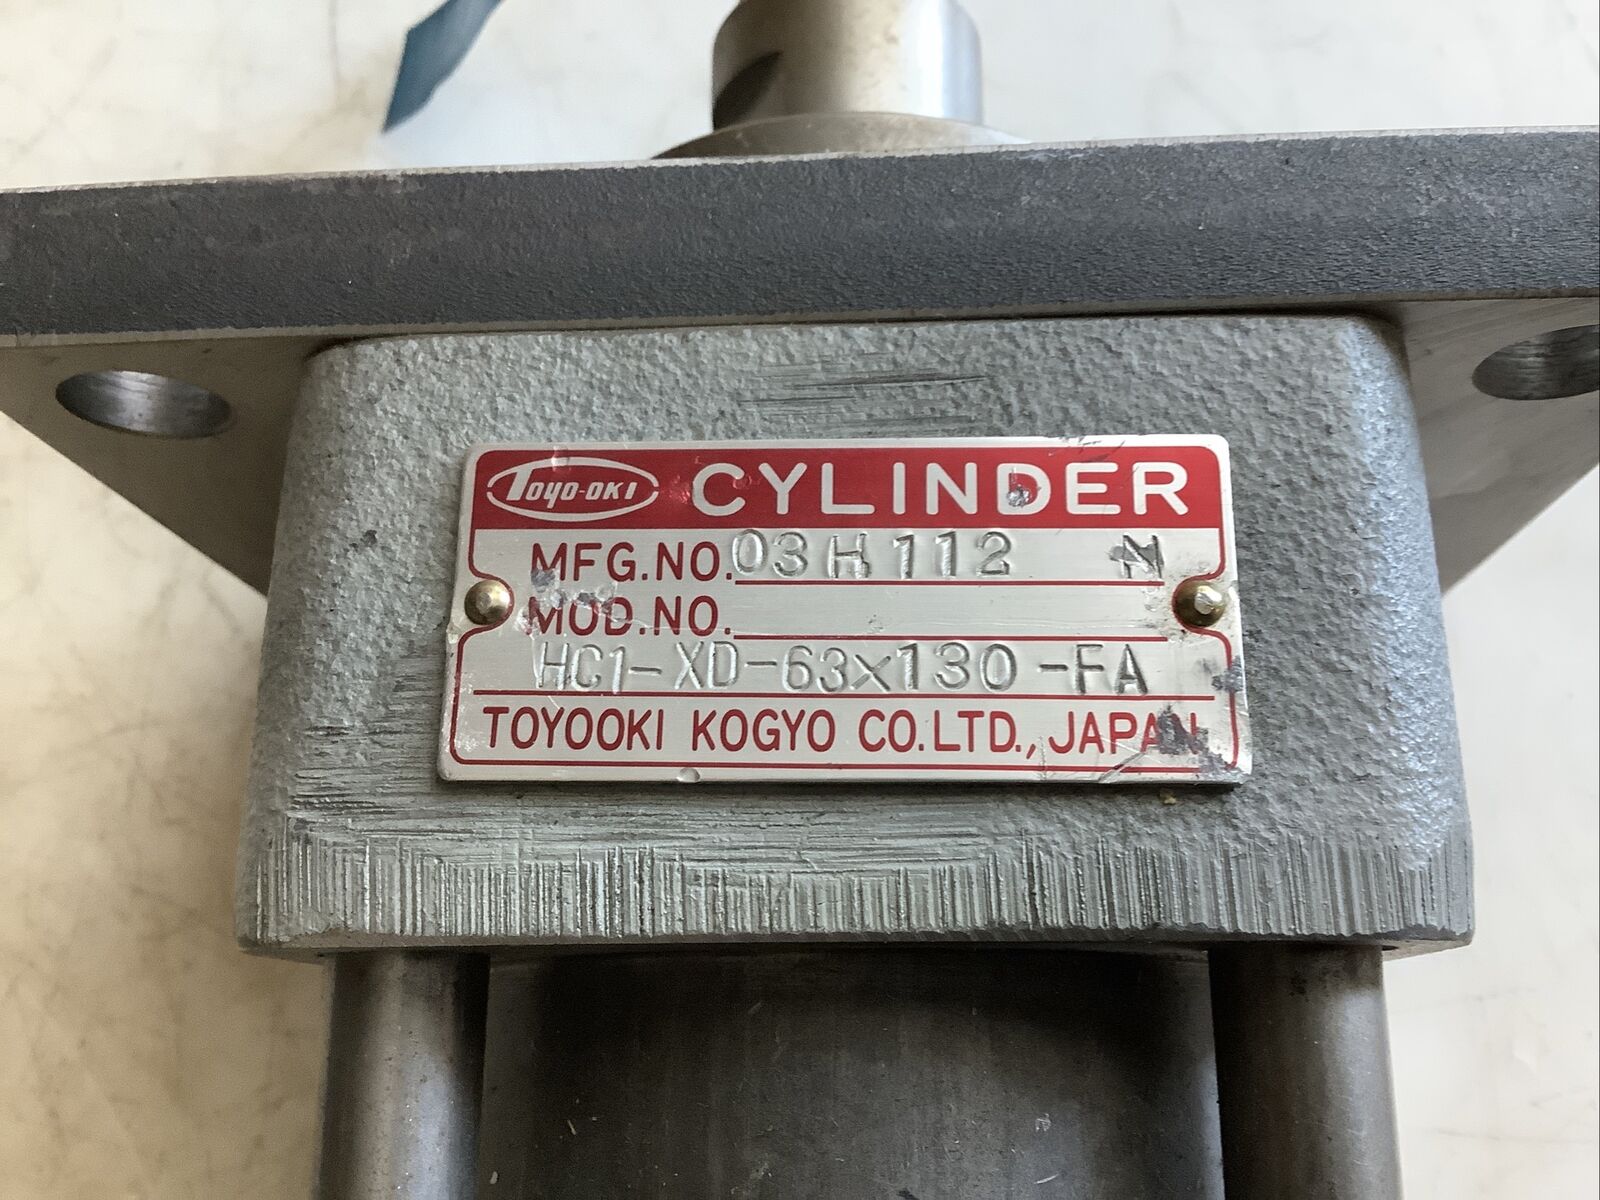 TOYO-OKI CYLINDER
MFG.NO. 03H112 N
MOD.NO.
HC1-XD-63×130-FA
TOYOOKI KOGYO CO.LTD., JAPAN